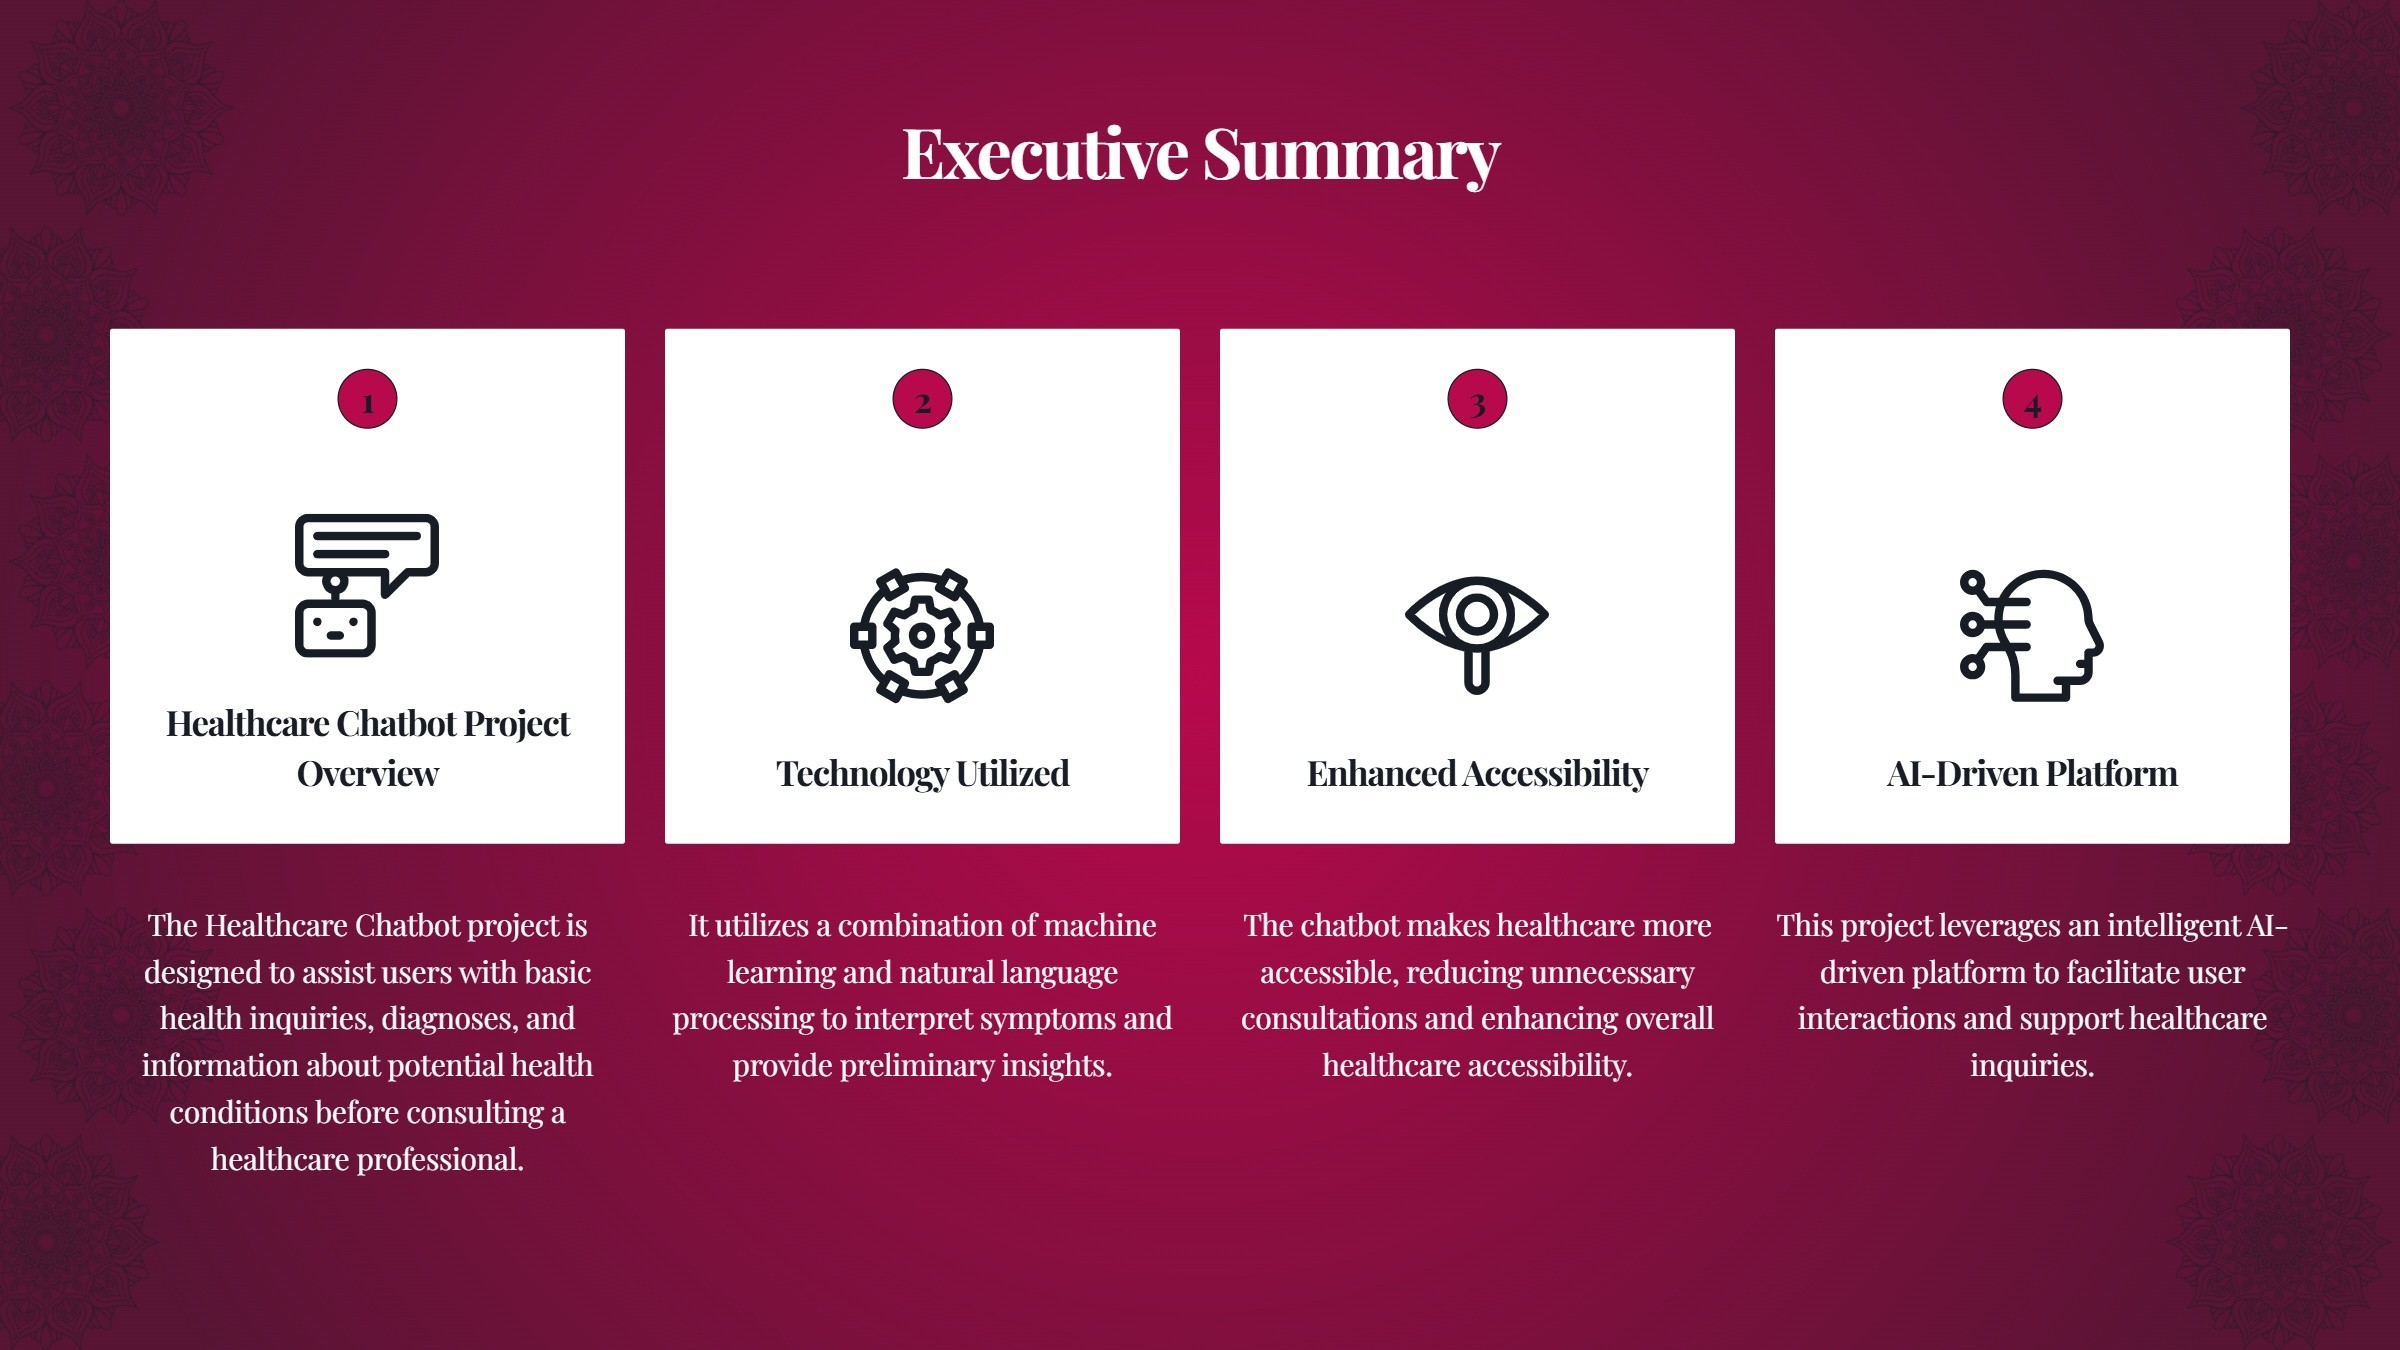 Executive Summary
1
Healthcare Chatbot Project
Overview
The Healthcare Chatbot project is
designed to assist users with basic
health inquiries, diagnoses, and
information about potential health
conditions before consulting a
healthcare professional.
2
Technology Utilized
It utilizes a combination of machine
learning and natural language
processing to interpret symptoms and
provide preliminary insights.
3
Enhanced Accessibility
The chatbot makes healthcare more
accessible, reducing unnecessary
consultations and enhancing overall
healthcare accessibility.
4
AI-Driven Platform
This project leverages an intelligent AI-
driven platform to facilitate user
interactions and support healthcare
inquiries.